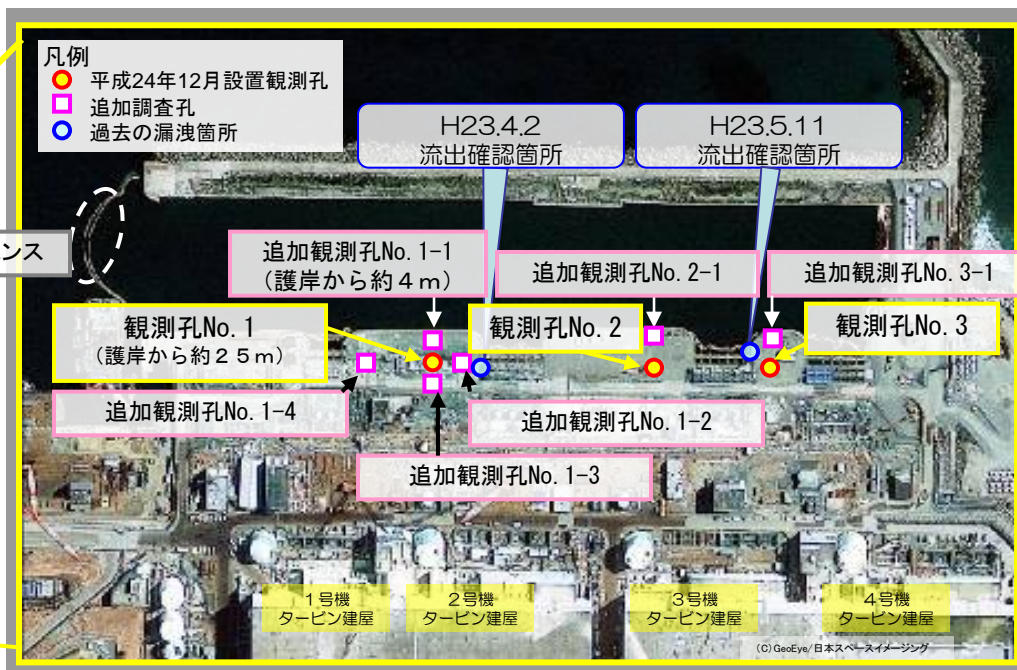 凡例
平成24年12月設置観測孔
追加調査孔
過去の漏洩箇所
H23.4.2
流出確認箇所
H23.5.11
流出確認箇所
ンス
追加観測孔No.1-1
(護岸から約４ｍ)
追加観測孔No.2-1
追加観測孔No.3-1
観測孔No.1
(護岸から約２５ｍ)
観測孔No.2
観測孔No.3
追加観測孔No.1-4
追加観測孔No.1-2
追加観測孔No.1-3
1号機
タービン建屋
2号機
タービン建屋
3号機
タービン建屋
4号機
タービン建屋
(C)GeoEye/日本スペースイメージング